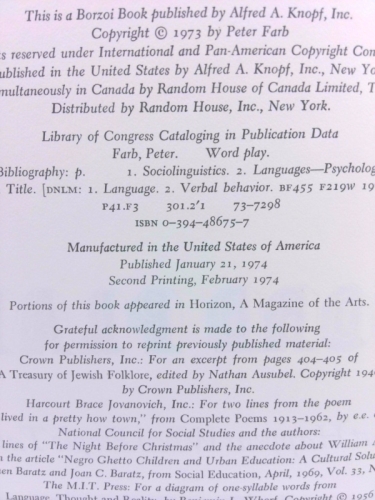 This is a Borzoi Book published by Alfred A. Knopf, Inc.
Copyright © 1973 by Peter Farb
s reserved under International and Pan-American Copyright Con
ublished in the United States by Alfred A. Knopf, Inc., New Yo
multaneously in Canada by Random House of Canada Limited, T
Distributed by Random House, Inc., New York.
Library of Congress Cataloging in Publication Data
Farb, Peter. Word play.
Bibliography: p. 1. Sociolinguistics. 2. Languages—Psycholog
Title. [DNLM: 1. Language. 2. Verbal behavior. BF455 F219w 19
P41.F3 301.2'1 73-7298
ISBN 0-394-48675-7
Manufactured in the United States of America
Published January 21, 1974
Second Printing, February 1974
Portions of this book appeared in Horizon, A Magazine of the Arts.
Grateful acknowledgment is made to the following
for permission to reprint previously published material:
Crown Publishers, Inc.: For an excerpt from pages 404-405 of
A Treasury of Jewish Folklore, edited by Nathan Ausubel. Copyright 194
by Crown Publishers, Inc.
Harcourt Brace Jovanovich, Inc.: For two lines from the poem
lived in a pretty how town," from Complete Poems 1913-1962, by e.e.
National Council for Social Studies and the authors:
lines of "The Night Before Christmas" and the anecdote about William
m the article "Negro Ghetto Children and Urban Education: A Cultural Solu
en Baratz and Joan C. Baratz, from Social Education, April, 1969, Vol. 33, N
The M.I.T. Press: For a diagram of one-syllable words from
Language, Thought and Reality, by Benjamin L. Whorf. Copyright © 195